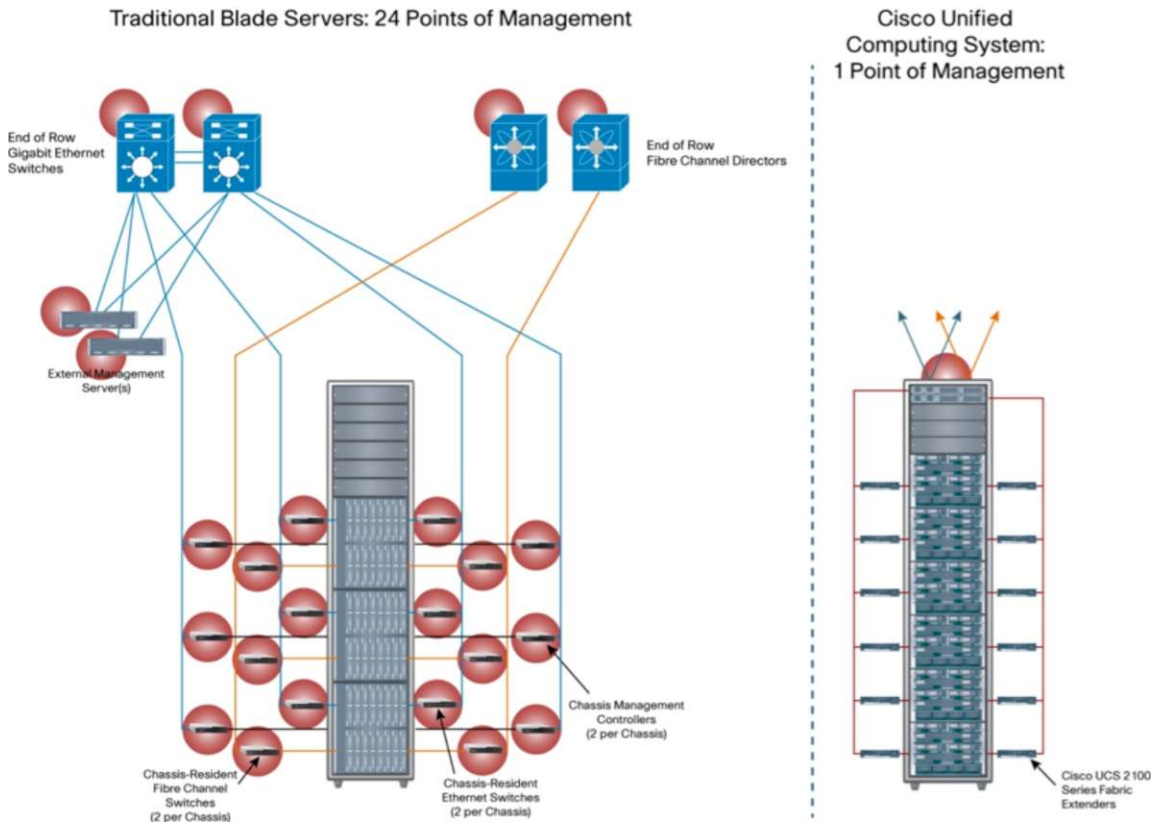 Traditional Blade Servers: 24 Points of Management
Cisco Unified
Computing System:
1 Point of Management
End of Row
Gigabit Ethernet
Switches
End of Row
Fibre Channel Directors
External Management
Server(s)
Chassis Management
Controllers
(2 per Chassis)
Chassis-Resident
Fibre Channel
Switches
(2 per Chassis)
Chassis-Resident
Ethernet Switches
(2 per Chassis)
Cisco UCS 2100
Series Fabric
Extenders